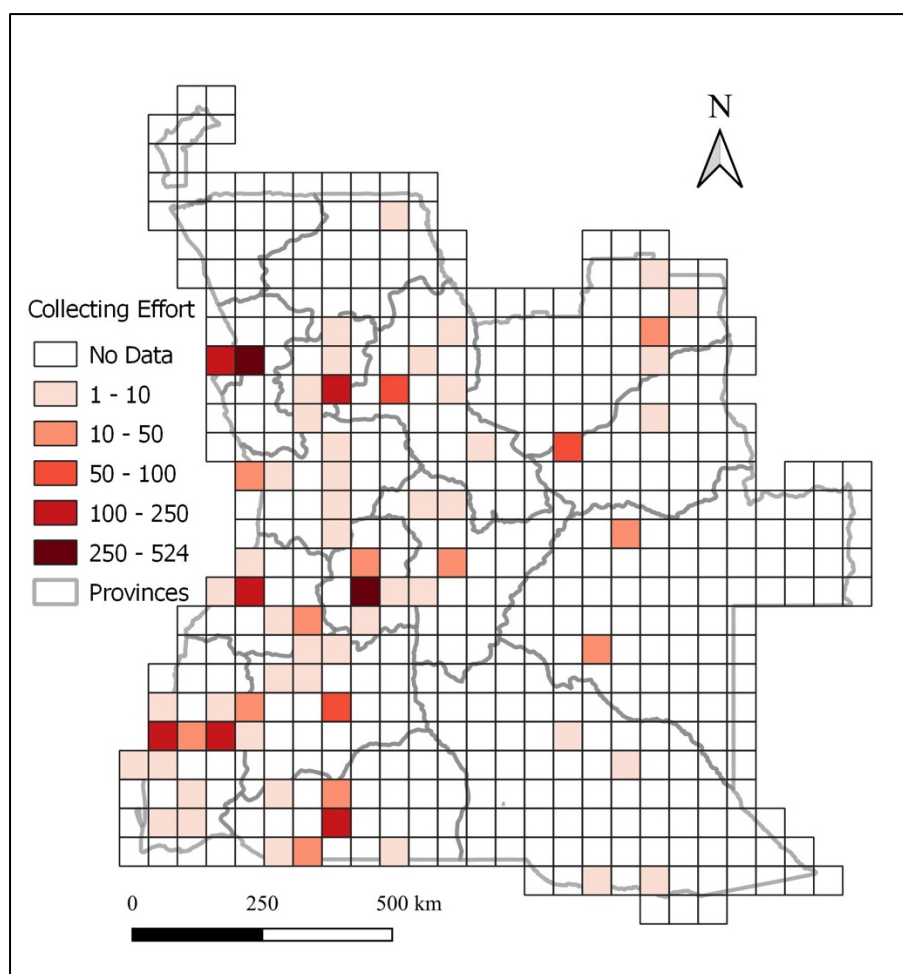 N
Collecting Effort
No Data
1 - 10
10 - 50
50 - 100
100 - 250
250 - 524
Provinces
0 250 500 km